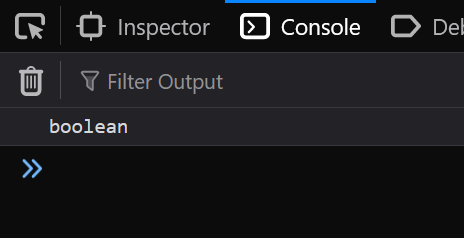 Inspector Console Deb
Filter Output
boolean